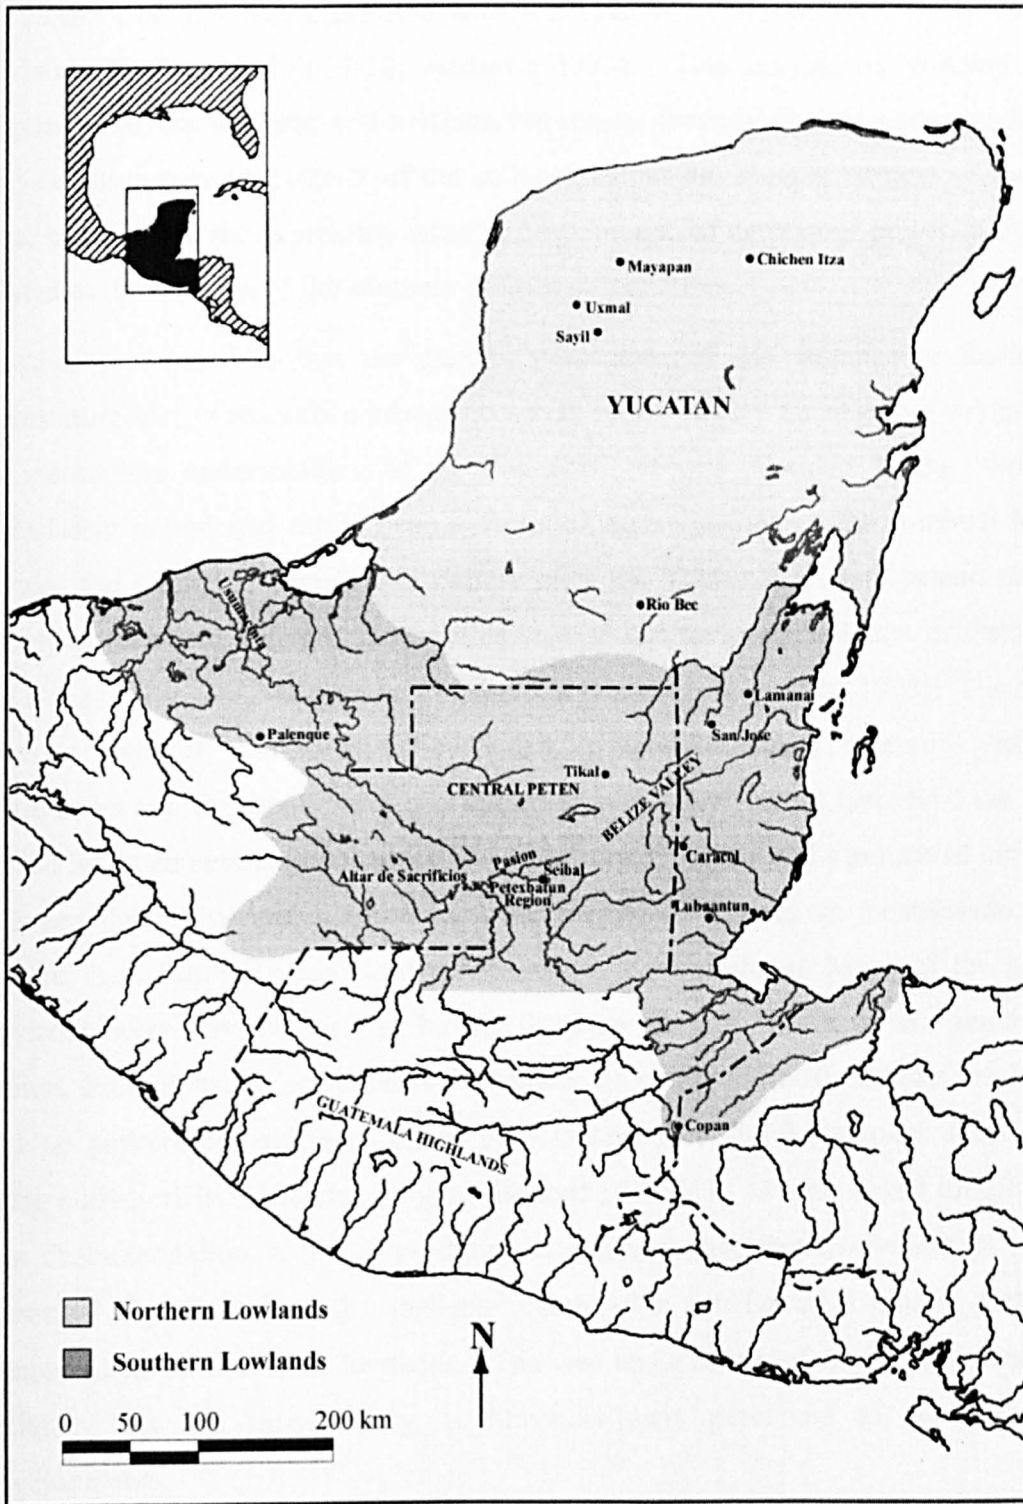 Mayapan
Chichen Itza
Uxmal
Sayil
YUCATAN
Usumacinta
Rio Bec
Lamanai
San Jose
Palenque
Tikal
CENTRAL PETEN
BELIZE VALLEY
Caracol
Pasion
Seibal
Altar de Sacrificios
Petexbatun
Region
Lubaantun
GUATEMALA HIGHLANDS
Copan
Northern Lowlands
Southern Lowlands
N
0 50 100 200 km